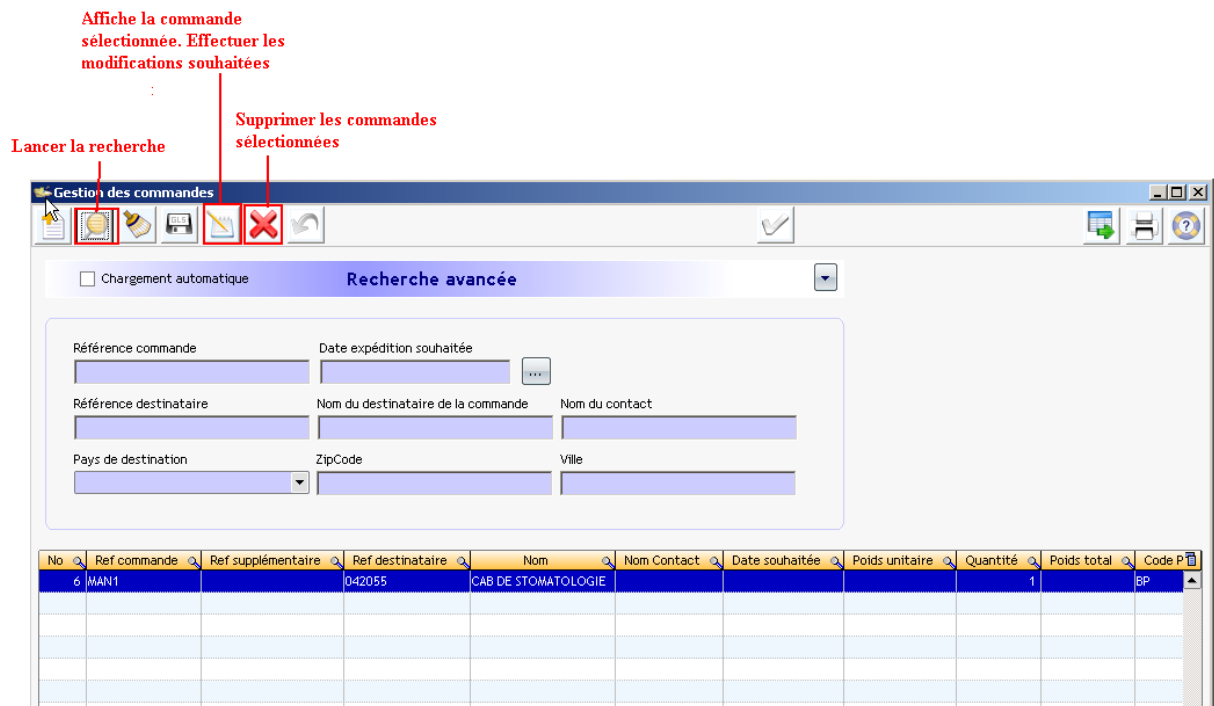 Affiche la commande
sélectionnée. Effectuer les
modifications souhaitées
:
Supprimer les commandes
sélectionnées
Lancer la recherche
Gestion des commandes
GLS
Chargement automatique Recherche avancée
Référence commande Date expédition souhaitée
...
Référence destinataire Nom du destinataire de la commande Nom du contact
Pays de destination ZipCode Ville
No Ref commande Ref supplémentaire Ref destinataire Nom Nom Contact Date souhaitée Poids unitaire Quantité Poids total Code P
6 MAN1 042055 CAB DE STOMATOLOGIE 1 BP